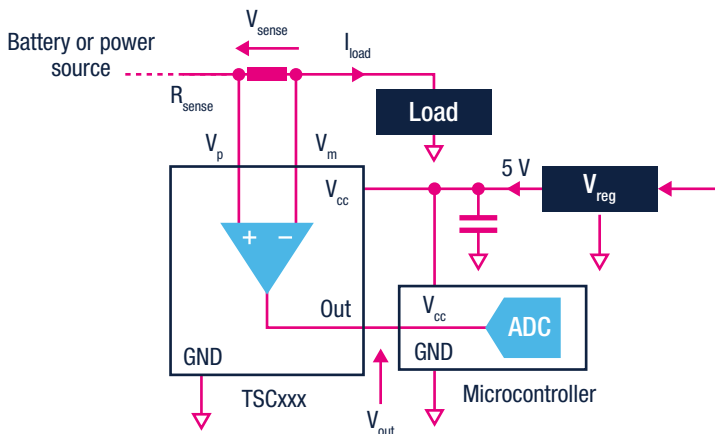 Vsense
Battery or power
source
Iload
Rsense
Load
Vp
Vm
5 V
Vcc
Vreg
+ −
Out
Vcc
ADC
GND
GND
TSCxxx
Microcontroller
Vout